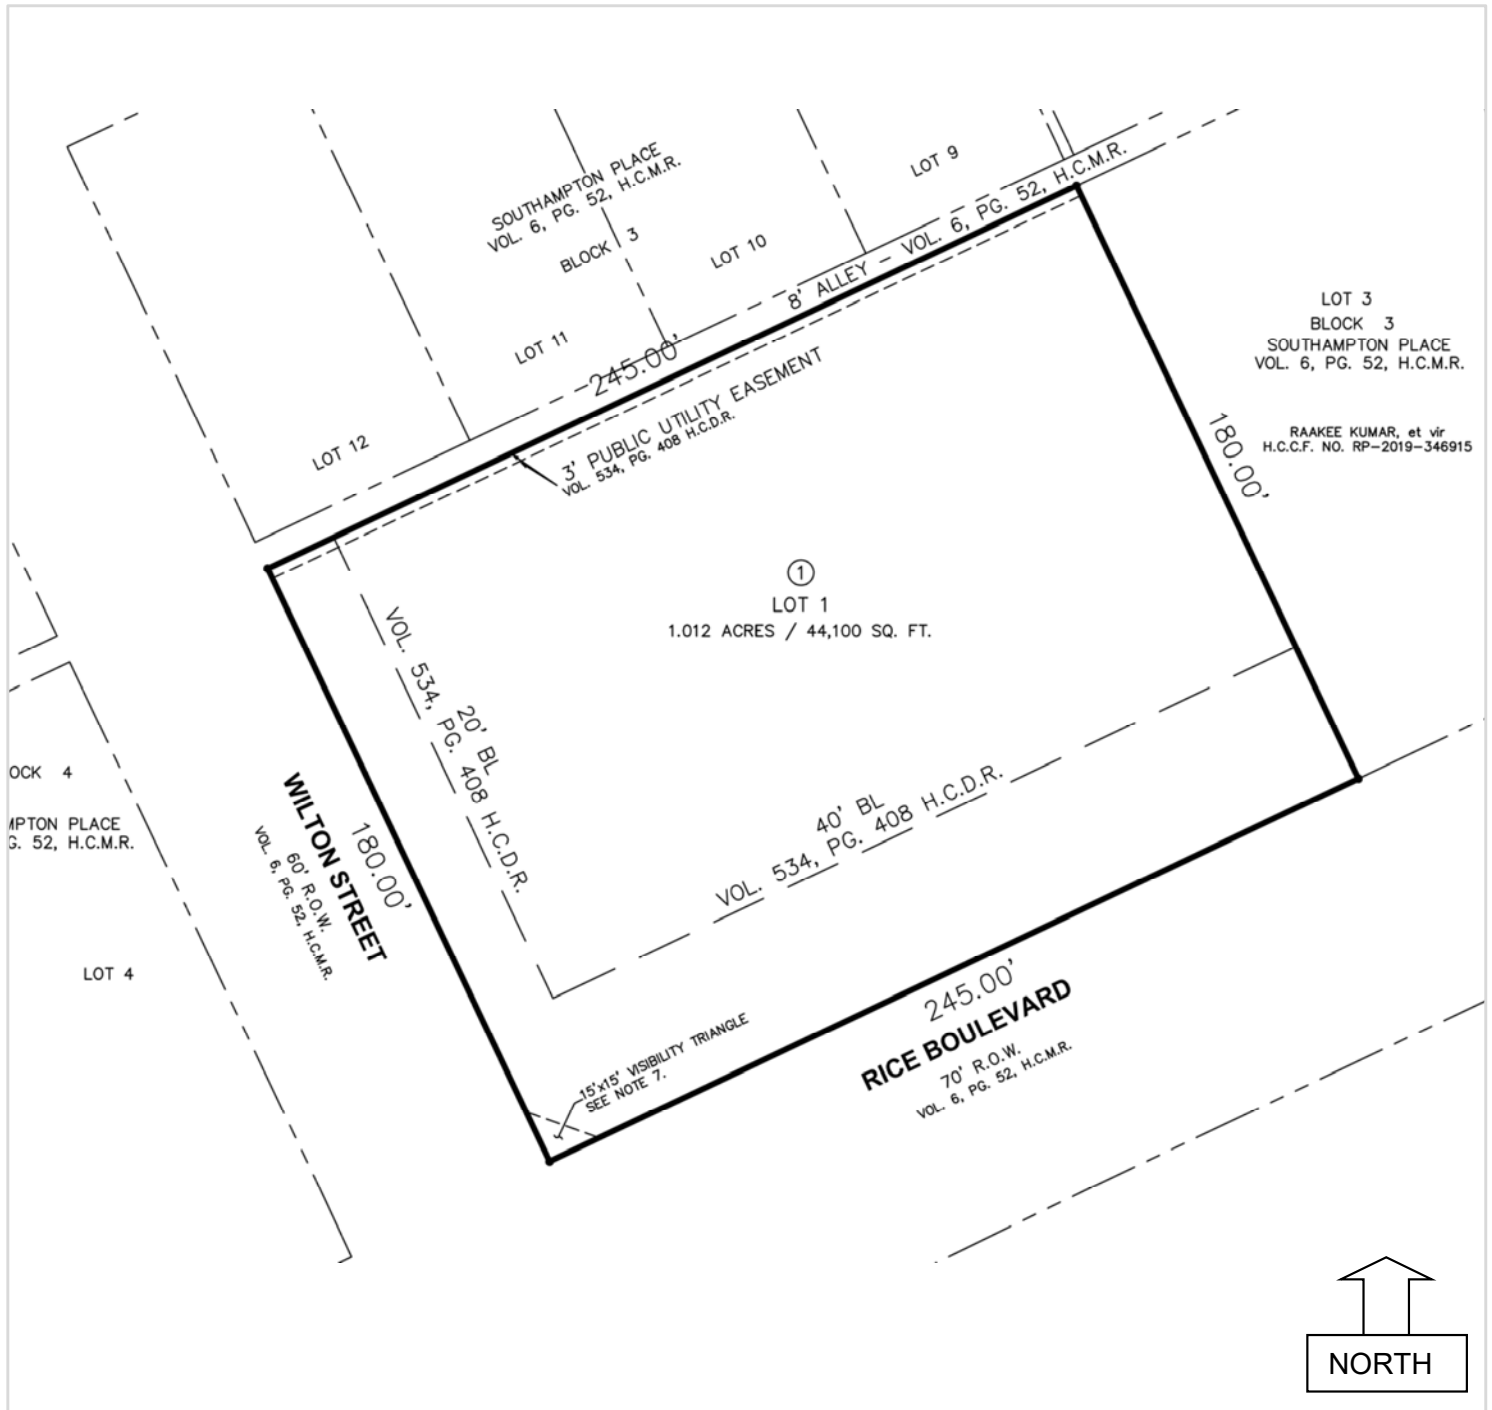 SOUTHAMPTON PLACE
VOL. 6, PG. 52, H.C.M.R.
BLOCK 3
LOT 9
LOT 10
LOT 11
LOT 12
8' ALLEY - VOL. 6, PG. 52, H.C.M.R.
245.00'
3' PUBLIC UTILITY EASEMENT
VOL. 534, PG. 408 H.C.D.R.
LOT 3
BLOCK 3
SOUTHAMPTON PLACE
VOL. 6, PG. 52, H.C.M.R.
RAAKEE KUMAR, et vir
H.C.C.F. NO. RP-2019-346915
180.00'
1
LOT 1
1.012 ACRES / 44,100 SQ. FT.
20' BL
VOL. 534, PG. 408 H.C.D.R.
40' BL
VOL. 534, PG. 408 H.C.D.R.
OCK 4
MPTON PLACE
G. 52, H.C.M.R.
LOT 4
180.00'
WILTON STREET
60' R.O.W.
VOL. 6, PG. 52, H.C.M.R.
15'x15' VISIBILITY TRIANGLE
SEE NOTE 7.
245.00'
RICE BOULEVARD
70' R.O.W.
VOL. 6, PG. 52, H.C.M.R.
NORTH